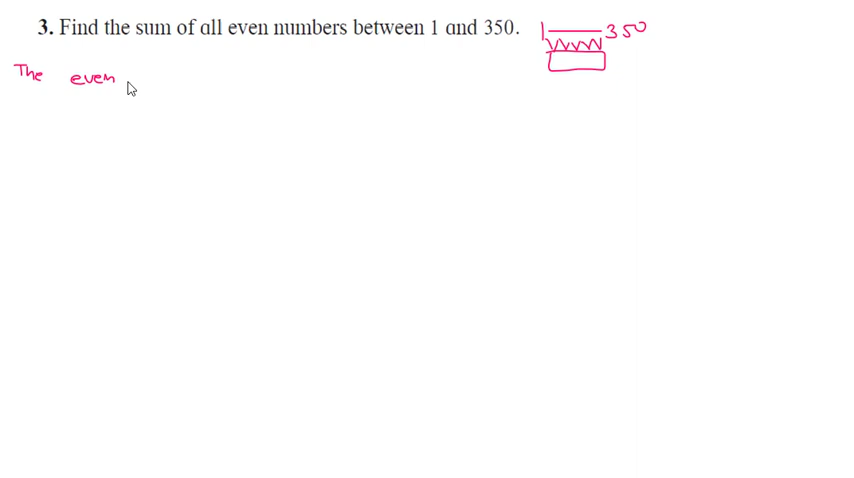 3. Find the sum of all even numbers between 1 and 350.
1 350
The even